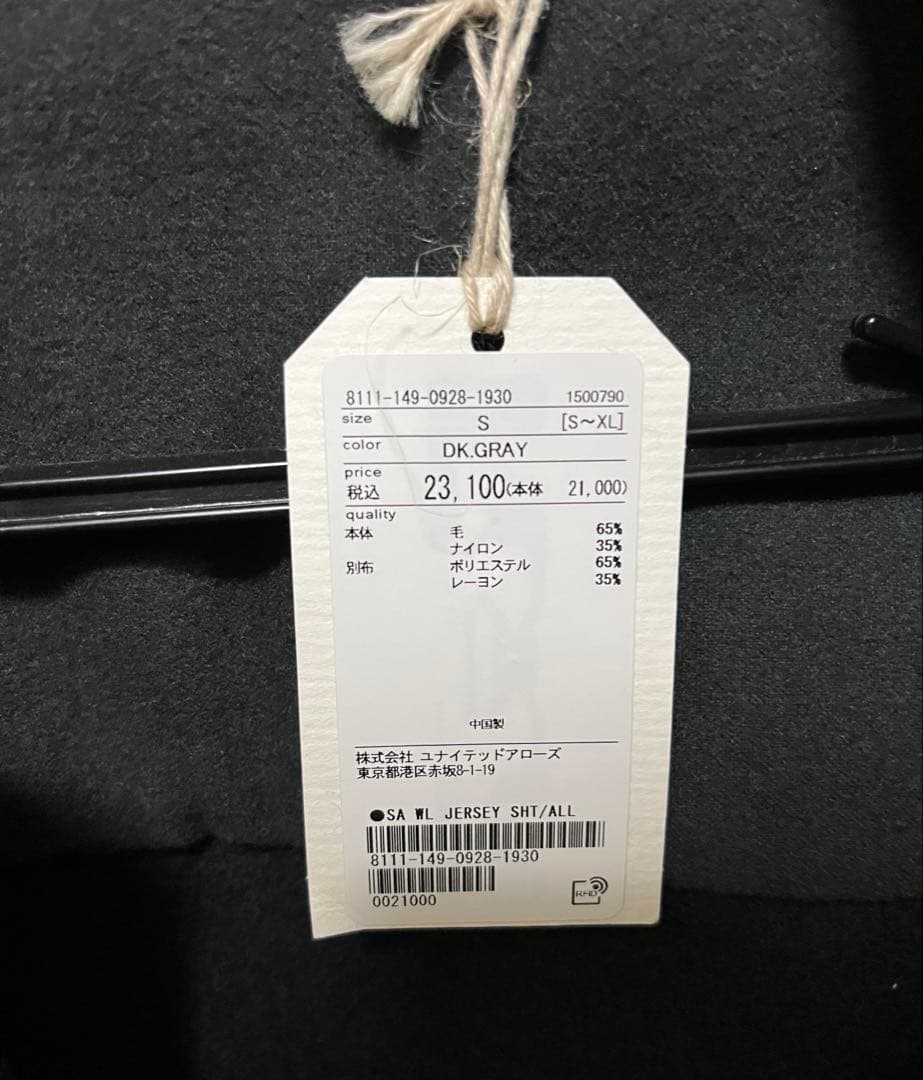 8111-149-0928-1930 1500790
size S [S～XL]
color DK.GRAY
price
税込 23,100(本体 21,000)
quality
本体 毛 65%
ナイロン 35%
別布 ポリエステル 65%
レーヨン 35%
中国製
株式会社 ユナイテッドアローズ
東京都港区赤坂8-1-19
●SA WL JERSEY SHT/ALL
8111-149-0928-1930
0021000
RFID